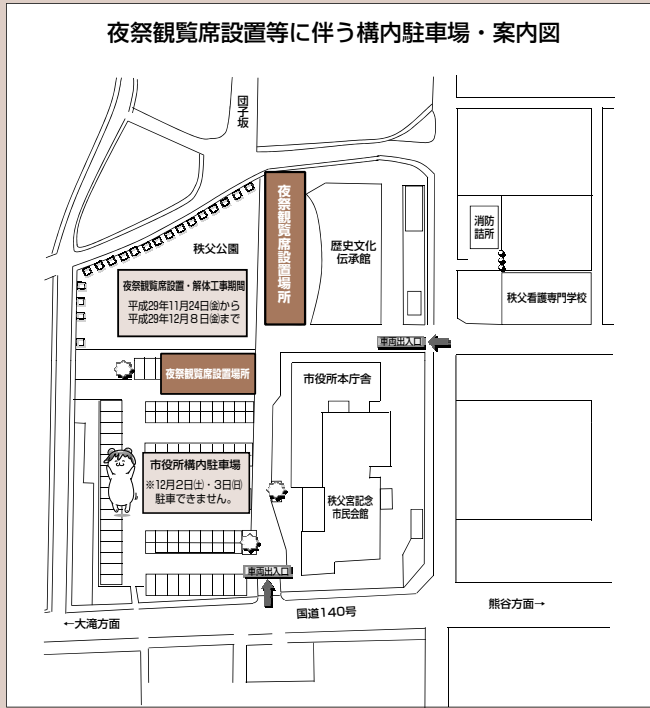 夜祭観覧席設置等に伴う構内駐車場・案内図
団子坂
夜祭観覧席設置場所
秩父公園
歴史文化
伝承館
消防
詰所
夜祭観覧席設置・解体工事期間
平成29年11月24日㈮から
平成29年12月8日㈮まで
秩父看護専門学校
車両出入口
夜祭観覧席設置場所
市役所本庁舎
市役所構内駐車場
※12月2日㈯・3日㈰
駐車できません。
秩父宮記念
市民会館
車両出入口
国道140号
熊谷方面→
←大滝方面